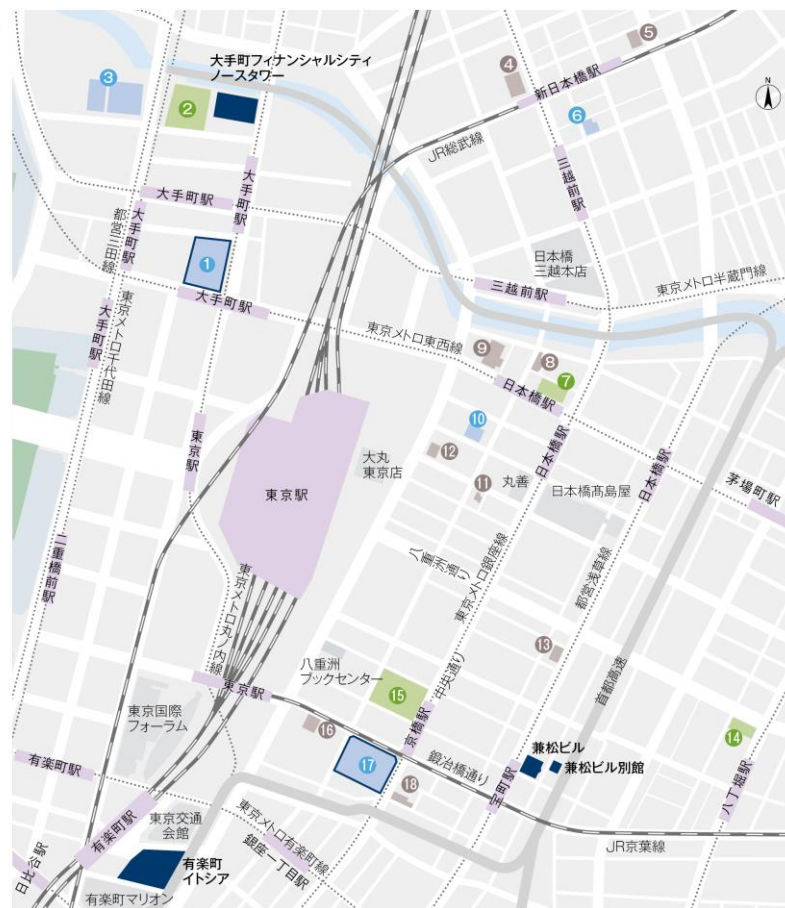 大手町フィナンシャルシティ
ノースタワー
③
②
④
⑤
新日本橋駅
N
⑥
JR総武線
三越前駅
大手町駅
大手町駅
大手町駅
都営三田線
①
日本橋
三越本店
三越前駅
東京メトロ半蔵門線
大手町駅
大手町駅
東京メトロ千代田線
東京メトロ東西線
⑨
⑧
⑦
日本橋駅
⑩
⑫
⑪
東京駅
大丸
東京店
東京駅
丸善
日本橋駅
日本橋髙島屋
日本橋駅
茅場町駅
二重橋前駅
八重洲通り
東京メトロ銀座線
都営浅草線
東京メトロ丸ノ内線
⑬
首都高速
八重洲
ブックセンター
中央通り
⑮
東京駅
東京国際
フォーラム
⑯
京橋駅
⑭
有楽町駅
⑰
鍛冶橋通り
兼松ビル
兼松ビル別館
⑱
宝町駅
八丁堀駅
東京交通
会館
有楽町駅
東京メトロ有楽町線
銀座一丁目駅
JR京葉線
日比谷駅
有楽町
イトシア
有楽町マリオン